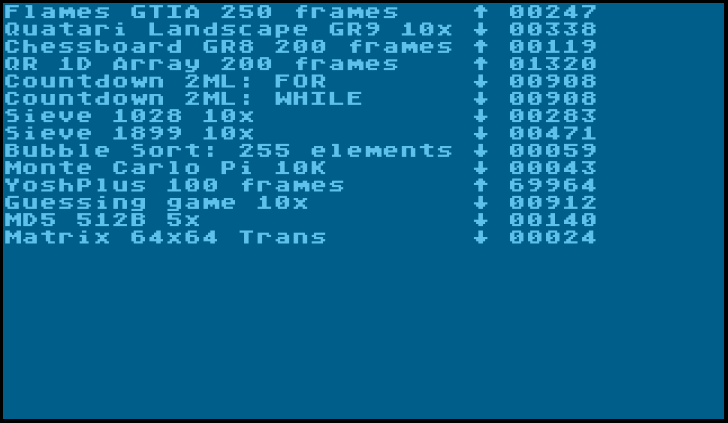 Flames GTIA 250 frames ↑ 00247
Quatari Landscape GR9 10x ↓ 00338
Chessboard GR8 200 frames ↑ 00119
QR 1D Array 200 frames ↑ 01320
Countdown 2ML: FOR ↓ 00908
Countdown 2ML: WHILE ↓ 00908
Sieve 1028 10x ↓ 00283
Sieve 1899 10x ↓ 00471
Bubble Sort: 255 elements ↓ 00059
Monte Carlo Pi 10K ↓ 00043
YoshPlus 100 frames ↑ 69964
Guessing game 10x ↓ 00912
MD5 512B 5x ↓ 00140
Matrix 64x64 Trans ↓ 00024